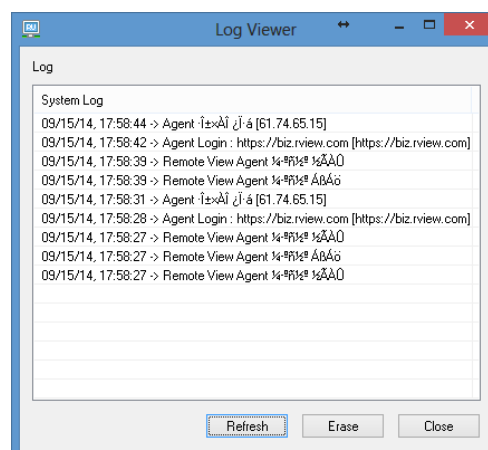 RU
Log Viewer
Log
System Log
09/15/14, 17:58:44 -> Agent ·Î±×ÀÎ ¿Ï·á [61.74.65.15]
09/15/14, 17:58:42 -> Agent Login : https://biz.rview.com [https://biz.rview.com]
09/15/14, 17:58:39 -> Remote View Agent ¼­ºñ½º ½ÃÀÛ
09/15/14, 17:58:39 -> Remote View Agent ¼­ºñ½º ÁßÁö
09/15/14, 17:58:31 -> Agent ·Î±×ÀÎ ¿Ï·á [61.74.65.15]
09/15/14, 17:58:28 -> Agent Login : https://biz.rview.com [https://biz.rview.com]
09/15/14, 17:58:27 -> Remote View Agent ¼­ºñ½º ½ÃÀÛ
09/15/14, 17:58:27 -> Remote View Agent ¼­ºñ½º ÁßÁö
09/15/14, 17:58:27 -> Remote View Agent ¼­ºñ½º ½ÃÀÛ
Refresh Erase Close